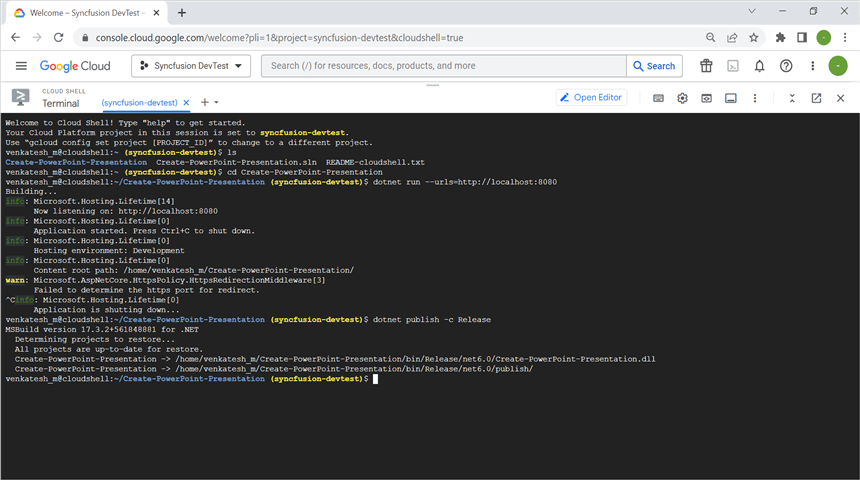 Welcome – Syncfusion DevTest –
console.cloud.google.com/welcome?pli=1&project=syncfusion-devtest&cloudshell=true
Google Cloud
Syncfusion DevTest
Search (/) for resources, docs, products, and more
Search
CLOUD SHELL
Terminal
(syncfusion-devtest)
Open Editor
Welcome to Cloud Shell! Type "help" to get started.
Your Cloud Platform project in this session is set to syncfusion-devtest.
Use “gcloud config set project [PROJECT_ID]” to change to a different project.
venkatesh_m@cloudshell:~ (syncfusion-devtest)$ ls
Create-PowerPoint-Presentation  Create-PowerPoint-Presentation.sln  README-cloudshell.txt
venkatesh_m@cloudshell:~ (syncfusion-devtest)$ cd Create-PowerPoint-Presentation
venkatesh_m@cloudshell:~/Create-PowerPoint-Presentation (syncfusion-devtest)$ dotnet run --urls=http://localhost:8080
Building...
info: Microsoft.Hosting.Lifetime[14]
      Now listening on: http://localhost:8080
info: Microsoft.Hosting.Lifetime[0]
      Application started. Press Ctrl+C to shut down.
info: Microsoft.Hosting.Lifetime[0]
      Hosting environment: Development
info: Microsoft.Hosting.Lifetime[0]
      Content root path: /home/venkatesh_m/Create-PowerPoint-Presentation/
warn: Microsoft.AspNetCore.HttpsPolicy.HttpsRedirectionMiddleware[3]
      Failed to determine the https port for redirect.
^Cinfo: Microsoft.Hosting.Lifetime[0]
      Application is shutting down...
venkatesh_m@cloudshell:~/Create-PowerPoint-Presentation (syncfusion-devtest)$ dotnet publish -c Release
MSBuild version 17.3.2+561848881 for .NET
  Determining projects to restore...
  All projects are up-to-date for restore.
  Create-PowerPoint-Presentation -> /home/venkatesh_m/Create-PowerPoint-Presentation/bin/Release/net6.0/Create-PowerPoint-Presentation.dll
  Create-PowerPoint-Presentation -> /home/venkatesh_m/Create-PowerPoint-Presentation/bin/Release/net6.0/publish/
venkatesh_m@cloudshell:~/Create-PowerPoint-Presentation (syncfusion-devtest)$